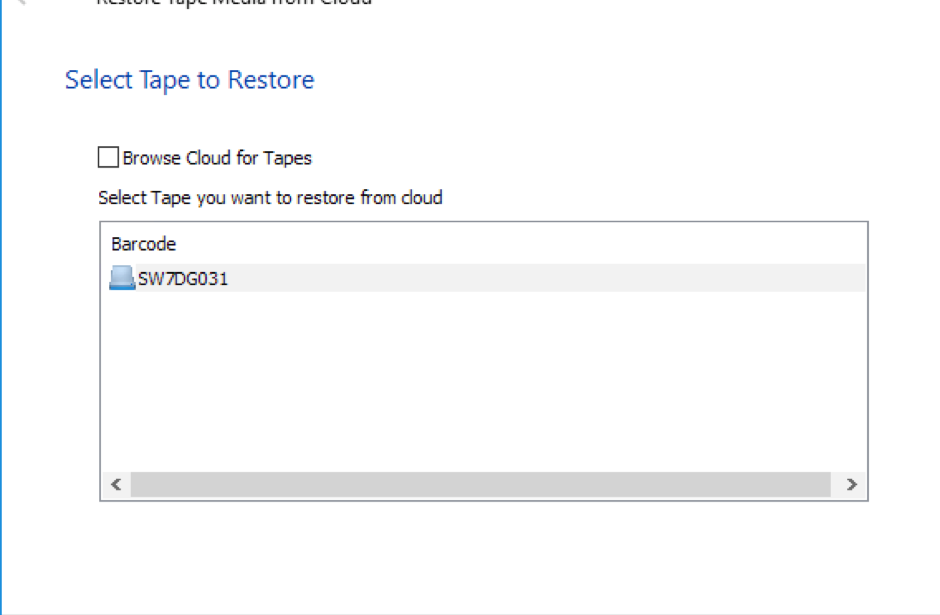 Restore Tape Media from Cloud
Select Tape to Restore
Browse Cloud for Tapes
Select Tape you want to restore from cloud
Barcode
SW7DG031